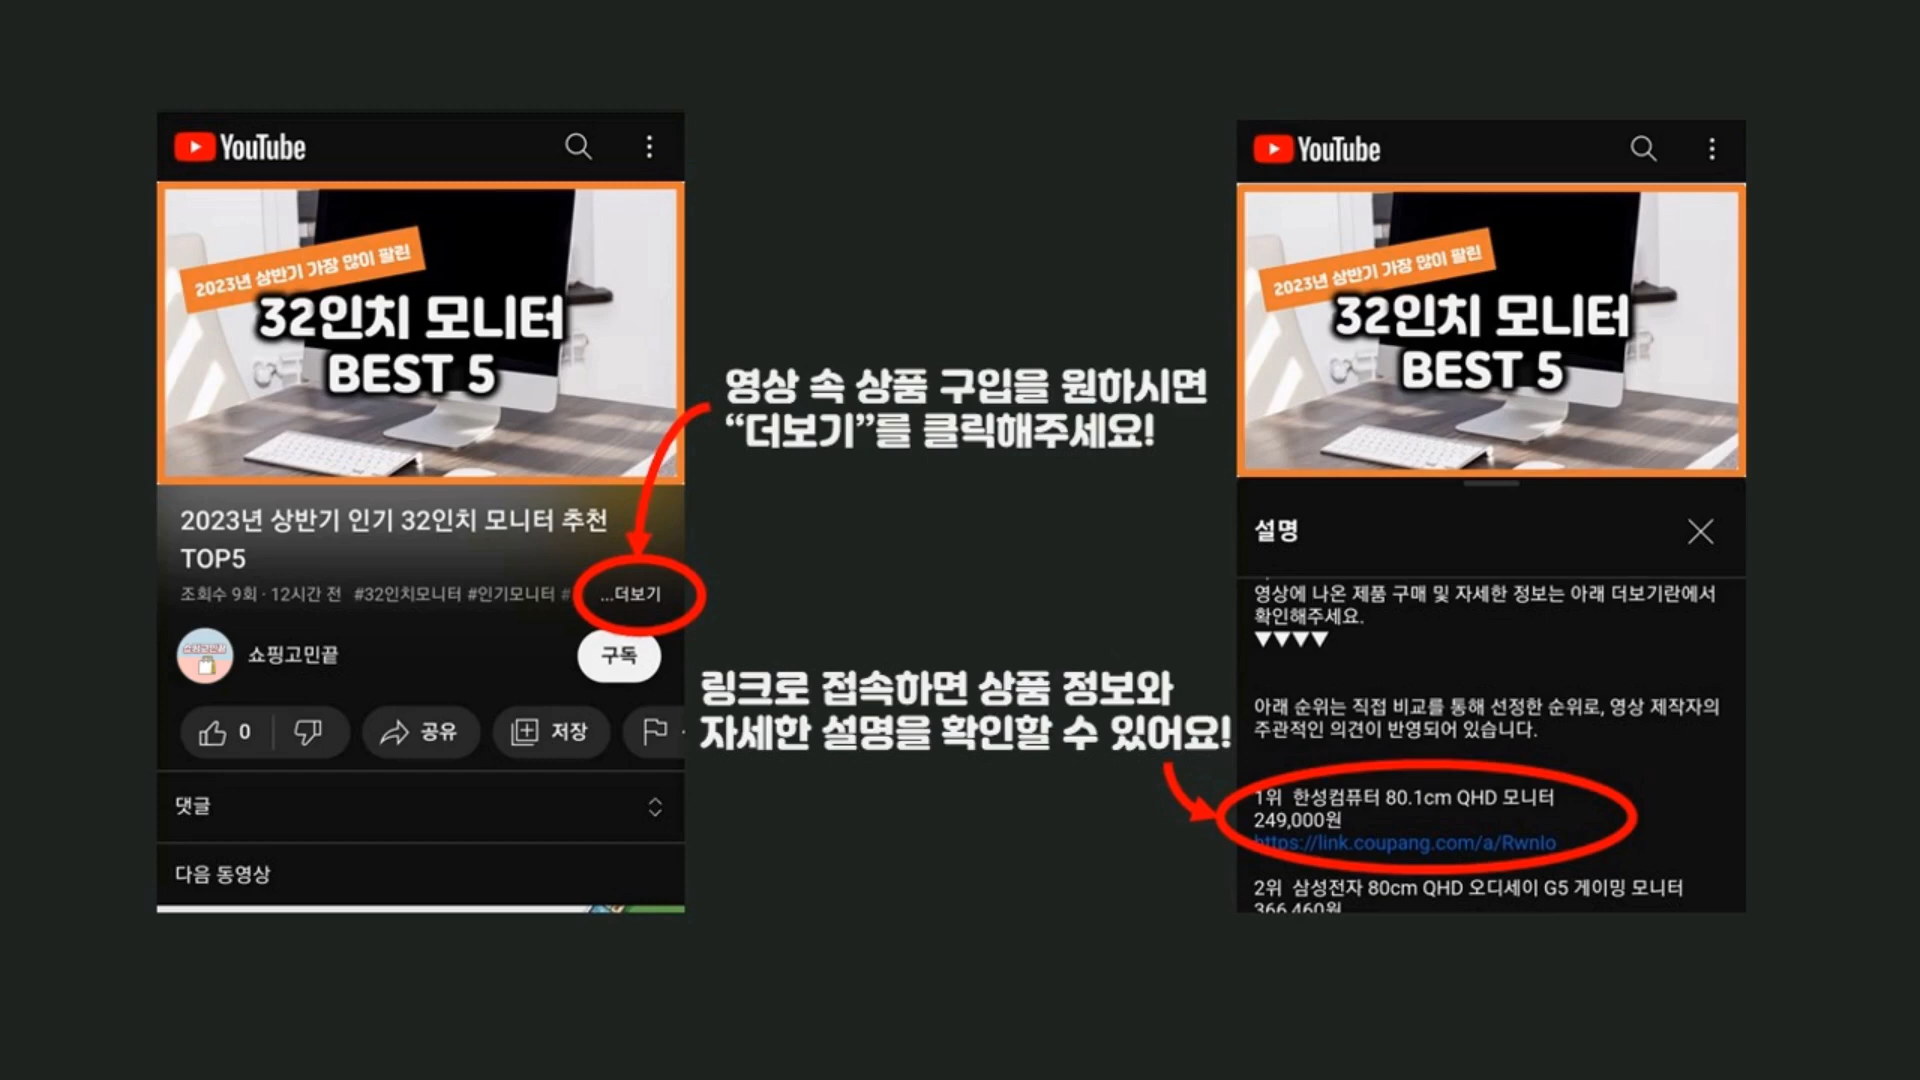 YouTube
2023년 상반기 가장 많이 팔린
32인치 모니터
BEST 5
2023년 상반기 인기 32인치 모니터 추천
TOP5
조회수 9회 · 12시간 전 #32인치모니터 #인기모니터 # ...더보기
쇼핑고민끝
쇼핑고민끝
구독
0
공유
저장
댓글
다음 동영상
영상 속 상품 구입을 원하시면
“더보기”를 클릭해주세요!
링크로 접속하면 상품 정보와
자세한 설명을 확인할 수 있어요!
YouTube
2023년 상반기 가장 많이 팔린
32인치 모니터
BEST 5
설명
영상에 나온 제품 구매 및 자세한 정보는 아래 더보기란에서
확인해주세요.
▼▼▼▼
아래 순위는 직접 비교를 통해 선정한 순위로, 영상 제작자의
주관적인 의견이 반영되어 있습니다.
1위 한성컴퓨터 80.1cm QHD 모니터
249,000원
https://link.coupang.com/a/RwnIo
2위 삼성전자 80cm QHD 오디세이 G5 게이밍 모니터
366,460원